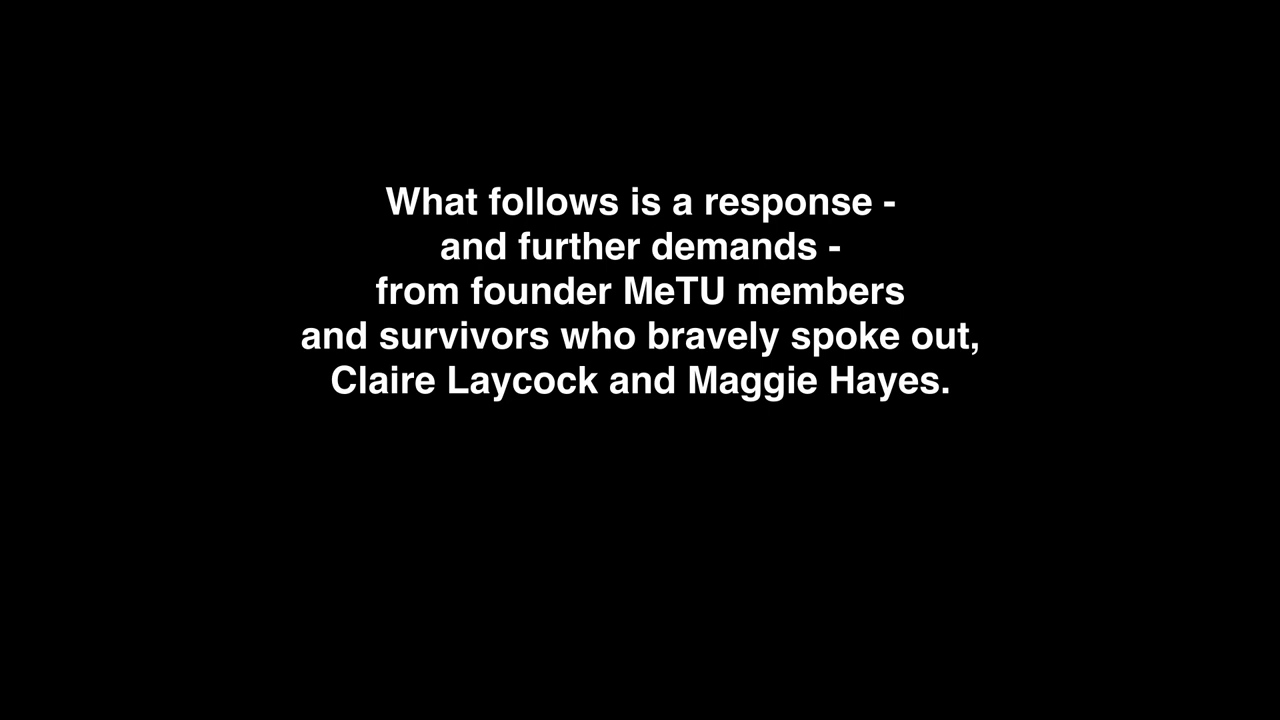 What follows is a response -
and further demands -
from founder MeTU members
and survivors who bravely spoke out,
Claire Laycock and Maggie Hayes.